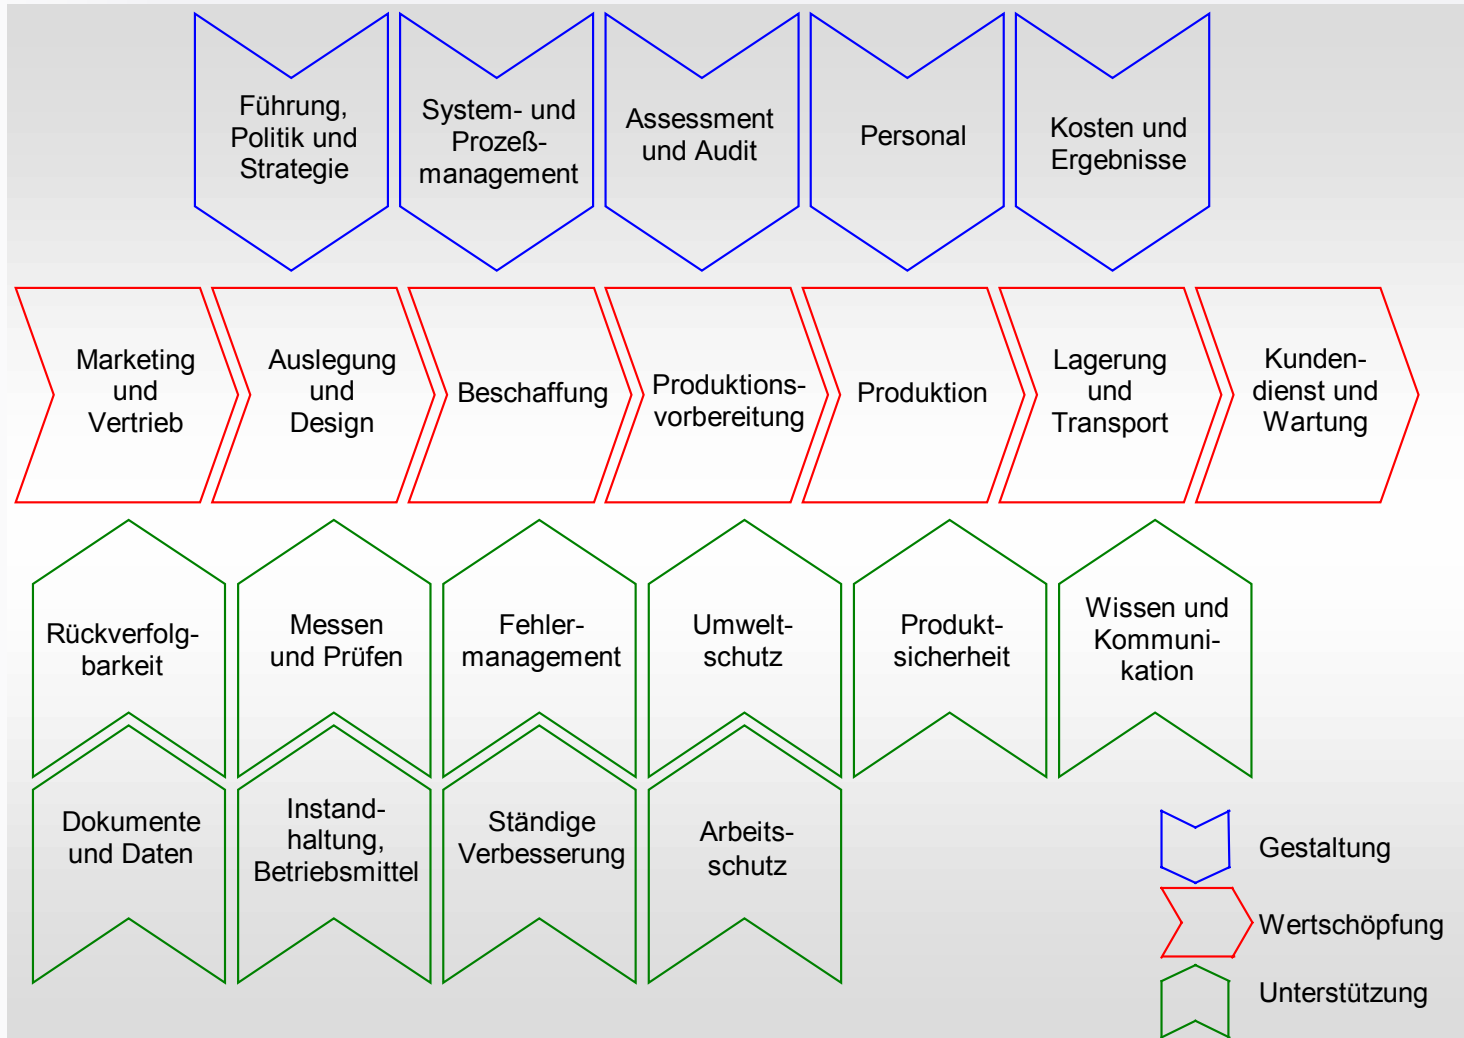 Führung,
Politik und
Strategie
System- und
Prozeß-
management
Assessment
und Audit
Personal
Kosten und
Ergebnisse
Marketing
und
Vertrieb
Auslegung
und
Design
Beschaffung
Produktions-
vorbereitung
Produktion
Lagerung
und
Transport
Kunden-
dienst und
Wartung
Rückverfolg-
barkeit
Messen
und Prüfen
Fehler-
management
Umwelt-
schutz
Produkt-
sicherheit
Wissen und
Kommuni-
kation
Dokumente
und Daten
Instand-
haltung,
Betriebsmittel
Ständige
Verbesserung
Arbeits-
schutz
Gestaltung
Wertschöpfung
Unterstützung